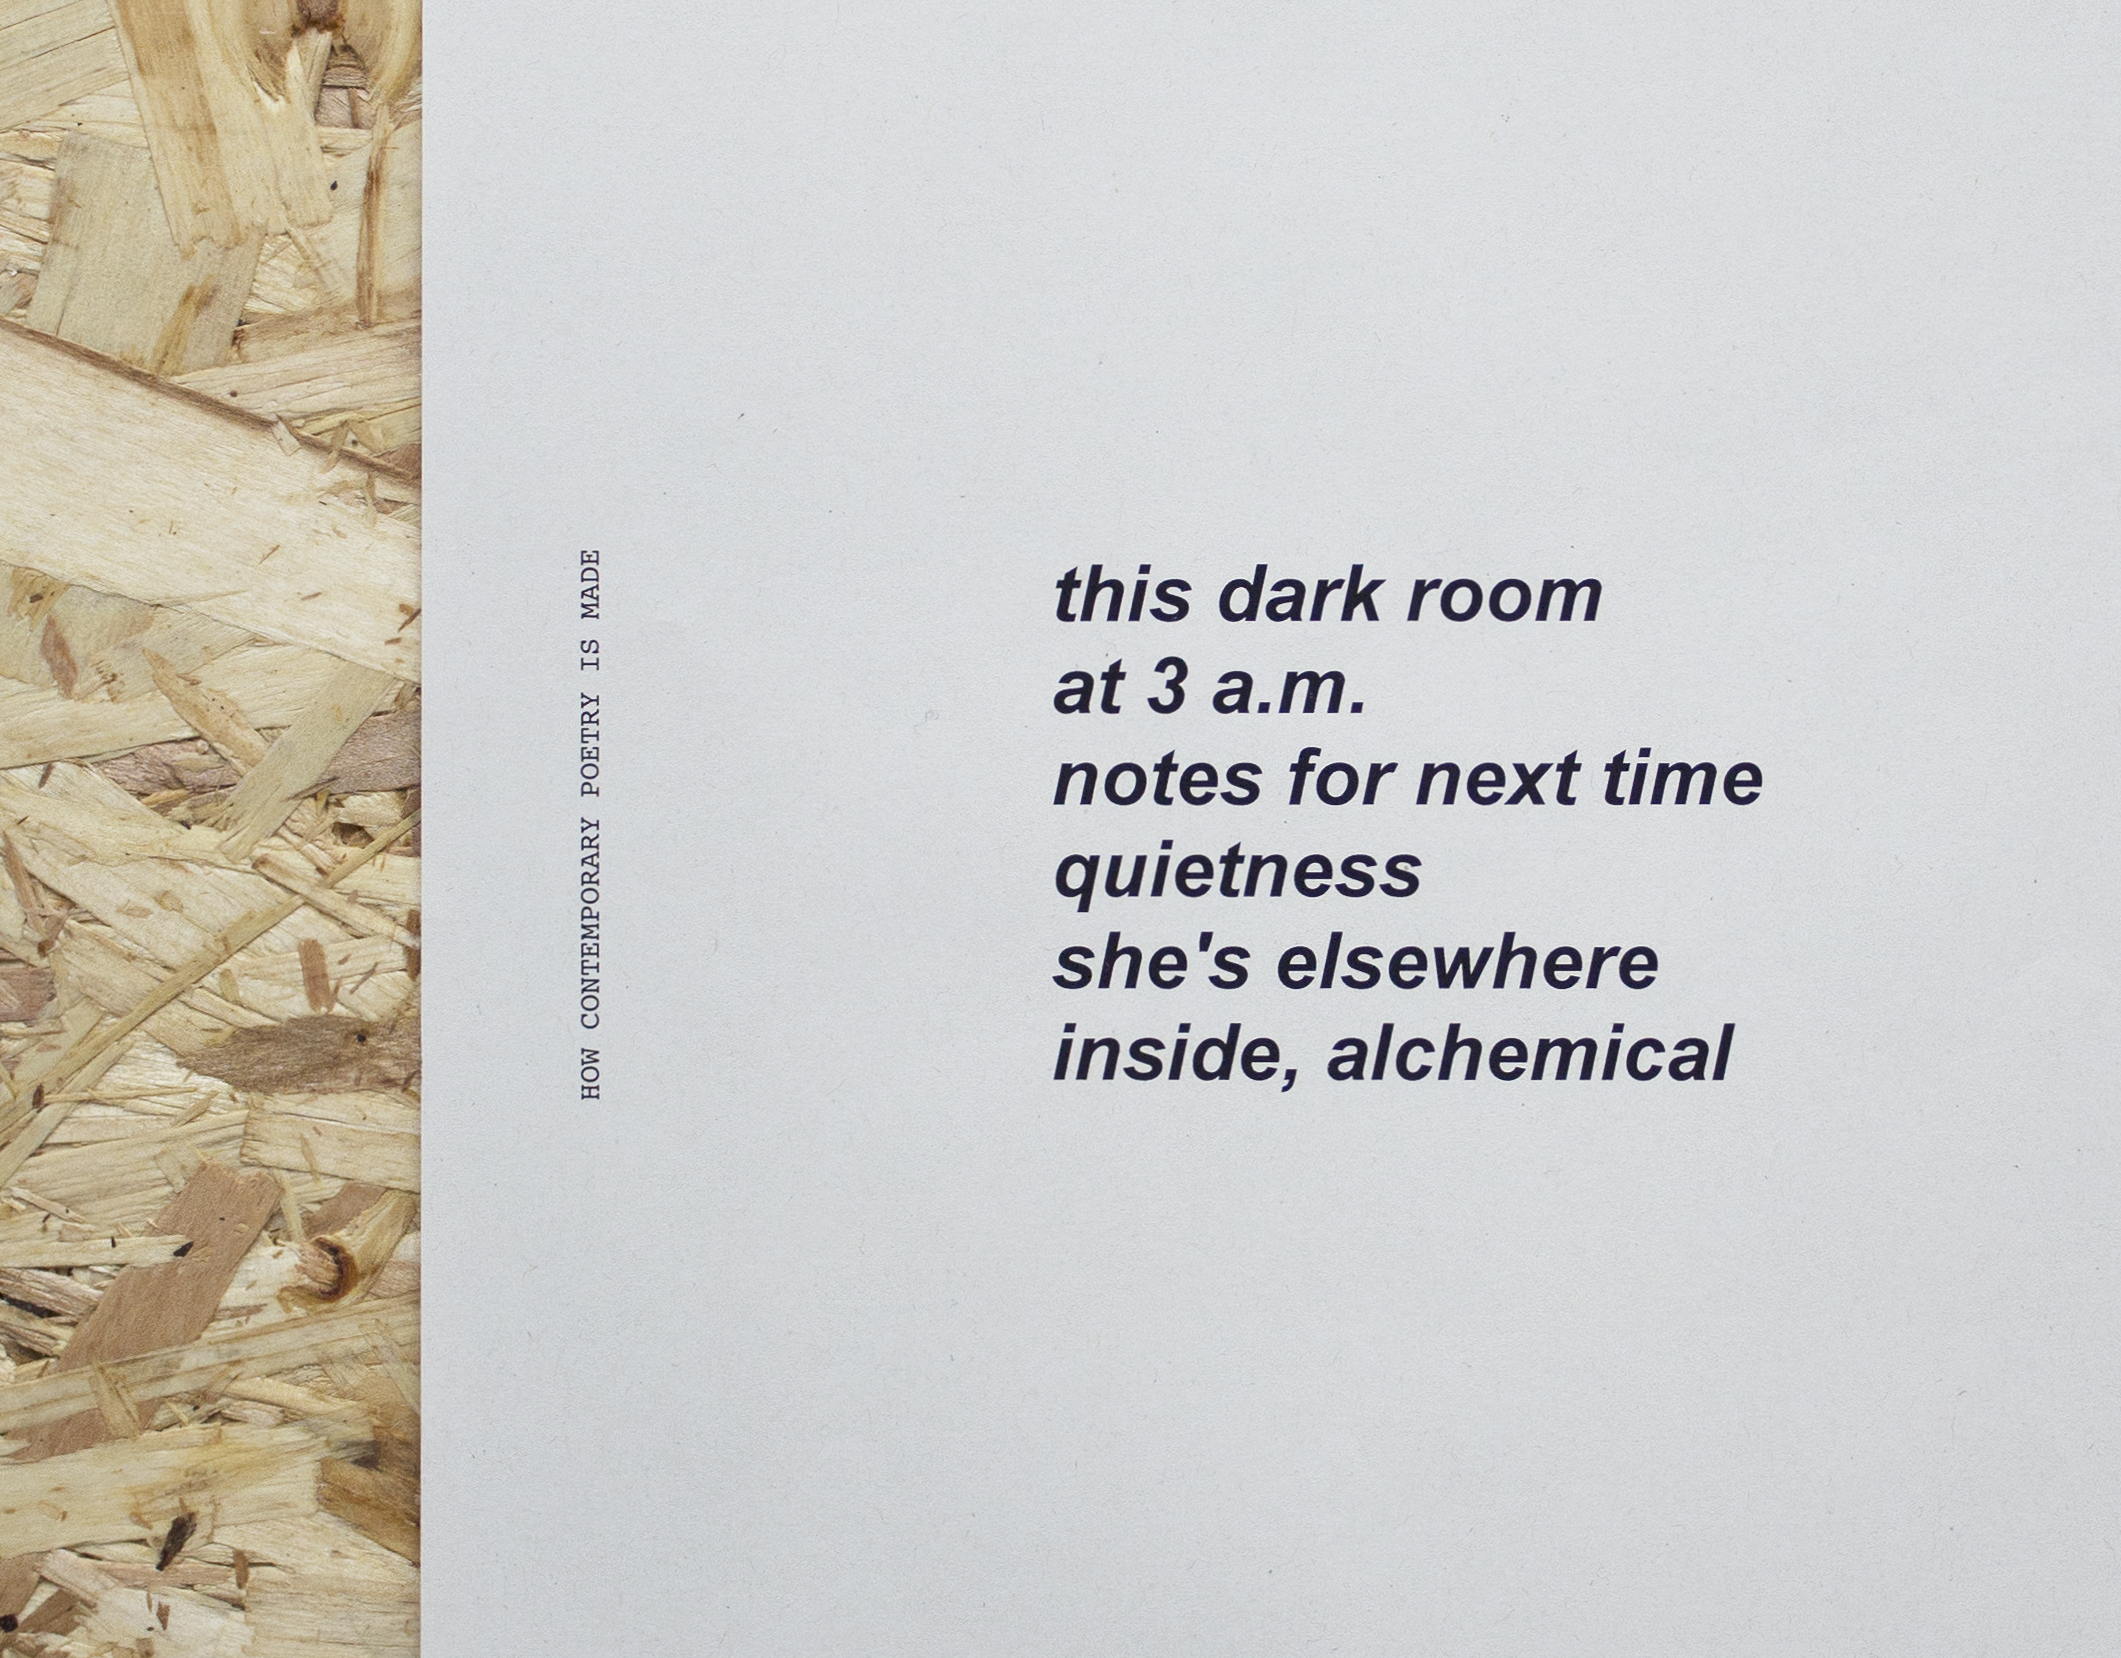 HOW CONTEMPORARY POETRY IS MADE
this dark room
at 3 a.m.
notes for next time
quietness
she's elsewhere
inside, alchemical